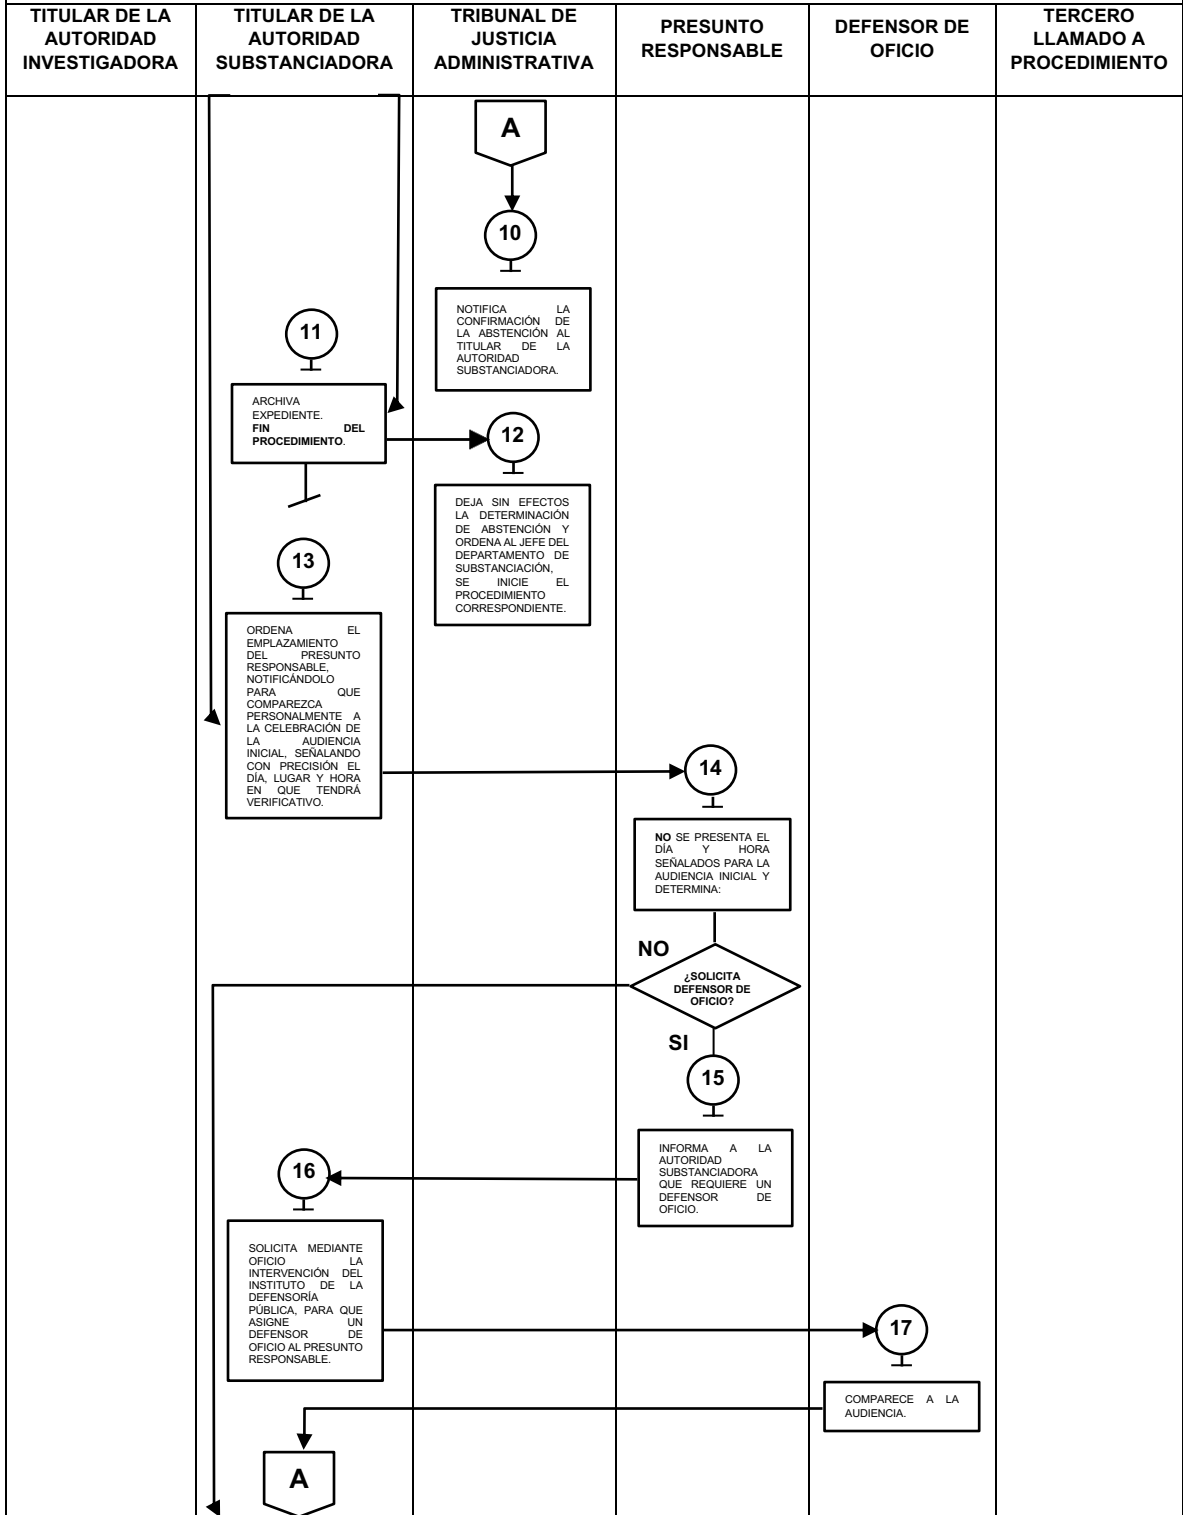 TITULAR DE LA
AUTORIDAD
INVESTIGADORA
TITULAR DE LA
AUTORIDAD
SUBSTANCIADORA
TRIBUNAL DE
JUSTICIA
ADMINISTRATIVA
PRESUNTO
RESPONSABLE
DEFENSOR DE
OFICIO
TERCERO
LLAMADO A
PROCEDIMIENTO
A
10
NOTIFICA LA
CONFIRMACIÓN DE
LA ABSTENCIÓN AL
TITULAR DE LA
AUTORIDAD
SUBSTANCIADORA.
11
ARCHIVA
EXPEDIENTE.
FIN DEL
PROCEDIMIENTO.
12
DEJA SIN EFECTOS
LA DETERMINACIÓN
DE ABSTENCIÓN Y
ORDENA AL JEFE DEL
DEPARTAMENTO DE
SUBSTANCIACIÓN,
SE INICIE EL
PROCEDIMIENTO
CORRESPONDIENTE.
13
ORDENA EL
EMPLAZAMIENTO
DEL PRESUNTO
RESPONSABLE,
NOTIFICÁNDOLO
PARA QUE
COMPAREZCA
PERSONALMENTE A
LA CELEBRACIÓN DE
LA AUDIENCIA
INICIAL, SEÑALANDO
CON PRECISIÓN EL
DÍA, LUGAR Y HORA
EN QUE TENDRÁ
VERIFICATIVO.
14
NO SE PRESENTA EL
DÍA Y HORA
SEÑALADOS PARA LA
AUDIENCIA INICIAL Y
DETERMINA:
NO
¿SOLICITA
DEFENSOR DE
OFICIO?
SI
15
INFORMA A LA
AUTORIDAD
SUBSTANCIADORA
QUE REQUIERE UN
DEFENSOR DE
OFICIO.
16
SOLICITA MEDIANTE
OFICIO LA
INTERVENCIÓN DEL
INSTITUTO DE LA
DEFENSORÍA
PÚBLICA, PARA QUE
ASIGNE UN
DEFENSOR DE
OFICIO AL PRESUNTO
RESPONSABLE.
17
COMPARECE A LA
AUDIENCIA.
A